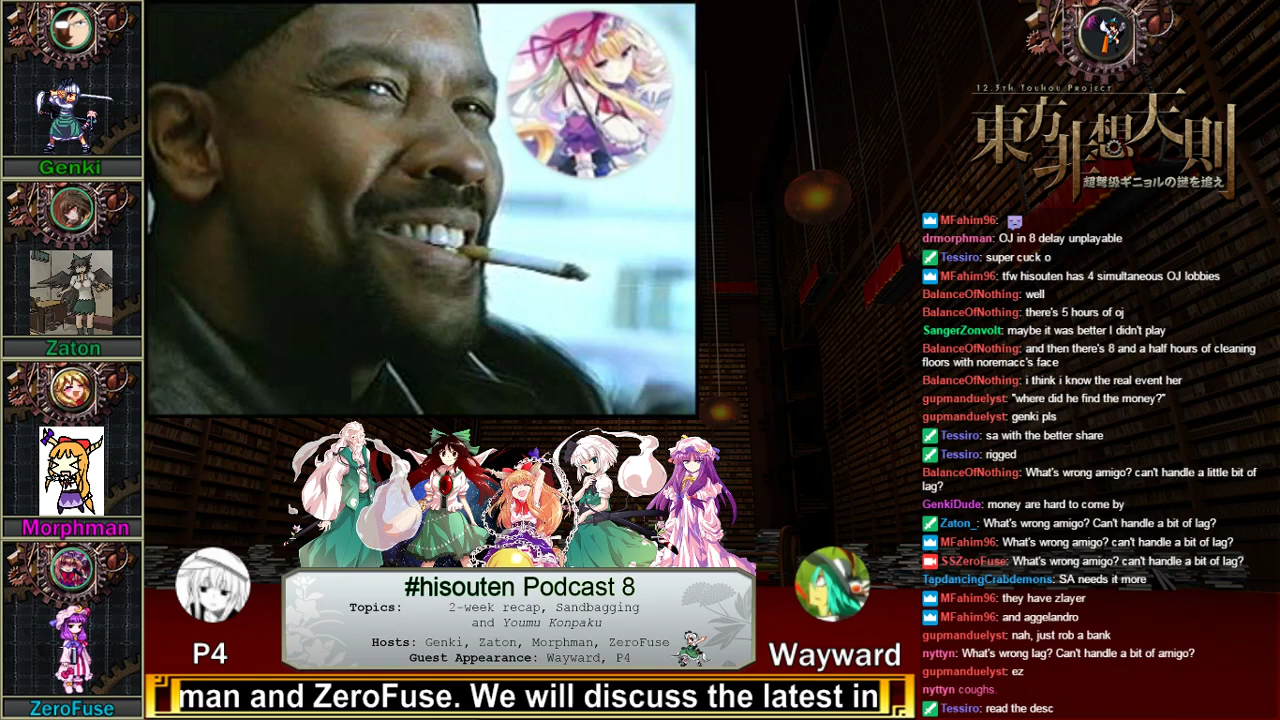 Genki
Zaton
Morphman
ZeroFuse
12.3th Touhou Project
東方非想天則
超弩級ギニョルの謎を追え
MFahim96:
drmorphman: OJ in 8 delay unplayable
Tessiro: super cuck o
MFahim96: tfw hisouten has 4 simultaneous OJ lobbies
BalanceOfNothing: well
BalanceOfNothing: there's 5 hours of oj
SangerZonvolt: maybe it was better I didn't play
BalanceOfNothing: and then there's 8 and a half hours of cleaning
floors with noremacc's face
BalanceOfNothing: i think i know the real event her
gupmanduelyst: "where did he find the money?"
gupmanduelyst: genki pls
Tessiro: sa with the better share
Tessiro: rigged
BalanceOfNothing: What's wrong amigo? can't handle a little bit of
lag?
GenkiDude: money are hard to come by
Zaton_: What's wrong amigo? Can't handle a bit of lag?
MFahim96: What's wrong amigo? can't handle a bit of lag?
SSZeroFuse: What's wrong amigo? can't handle a bit of lag?
TapdancingCrabdemons: SA needs it more
MFahim96: they have zlayer
MFahim96: and aggelandro
gupmanduelyst: nah, just rob a bank
nyttyn: What's wrong lag? Can't handle a bit of amigo?
gupmanduelyst: ez
nyttyn coughs.
Tessiro: read the desc
#hisouten Podcast 8
Topics: 2-week recap, Sandbagging
and Youmu Konpaku
Hosts: Genki, Zaton, Morphman, ZeroFuse
Guest Appearance: Wayward, P4
P4
Wayward
man and ZeroFuse. We will discuss the latest in